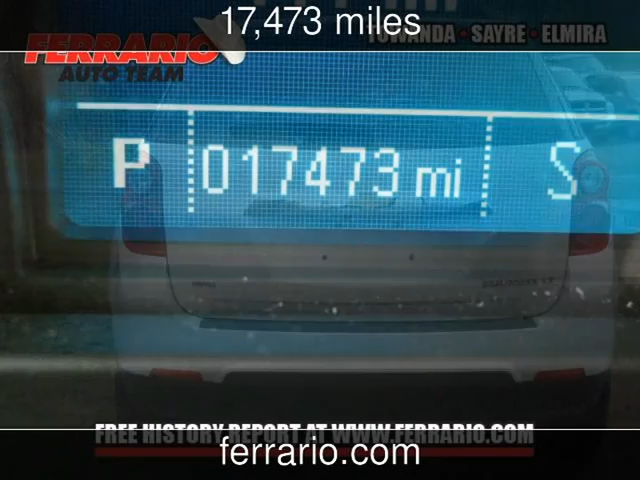 17,473 miles
FERRARIO
AUTO TEAM
TOWANDA • SAYRE • ELMIRA
P 017473 mi S
FREE HISTORY REPORT AT WWW.FERRARIO.COM
ferrario.com